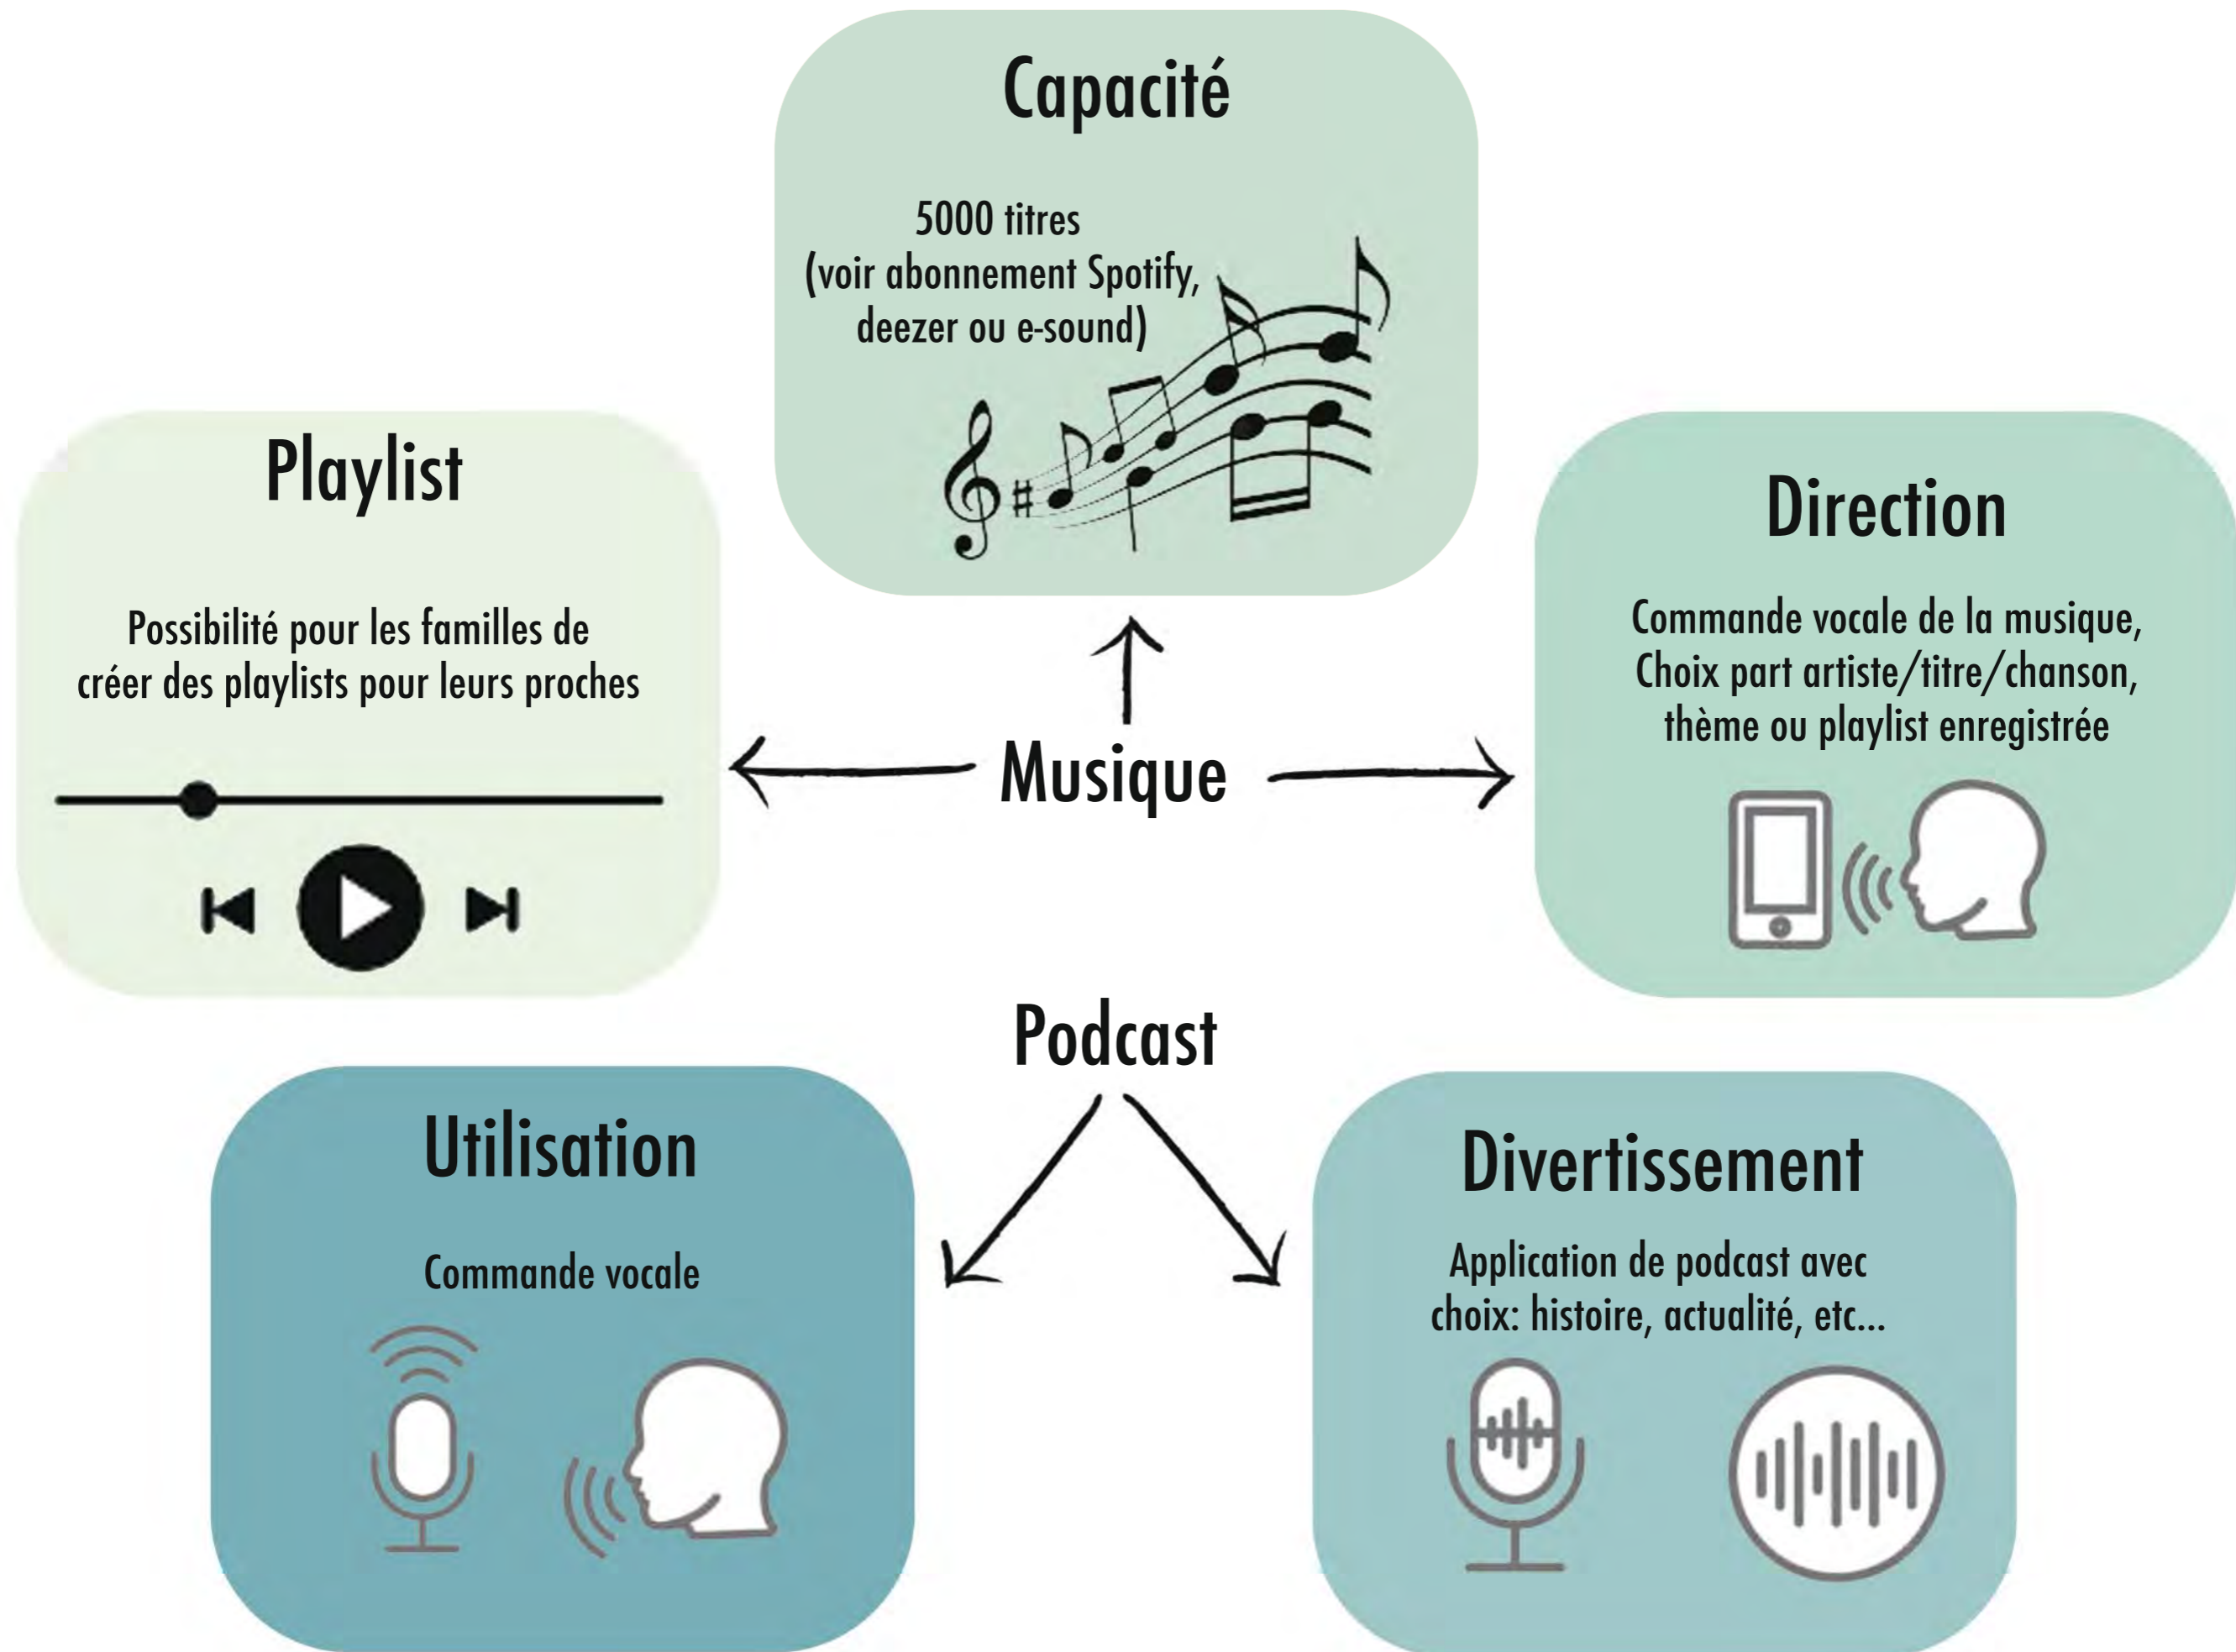 Capacité
5000 titres
(voir abonnement Spotify,
deezer ou e-sound)
Playlist
Possibilité pour les familles de
créer des playlists pour leurs proches
Direction
Commande vocale de la musique,
Choix part artiste/titre/chanson,
thème ou playlist enregistrée
Musique
Podcast
Utilisation
Commande vocale
Divertissement
Application de podcast avec
choix: histoire, actualité, etc...